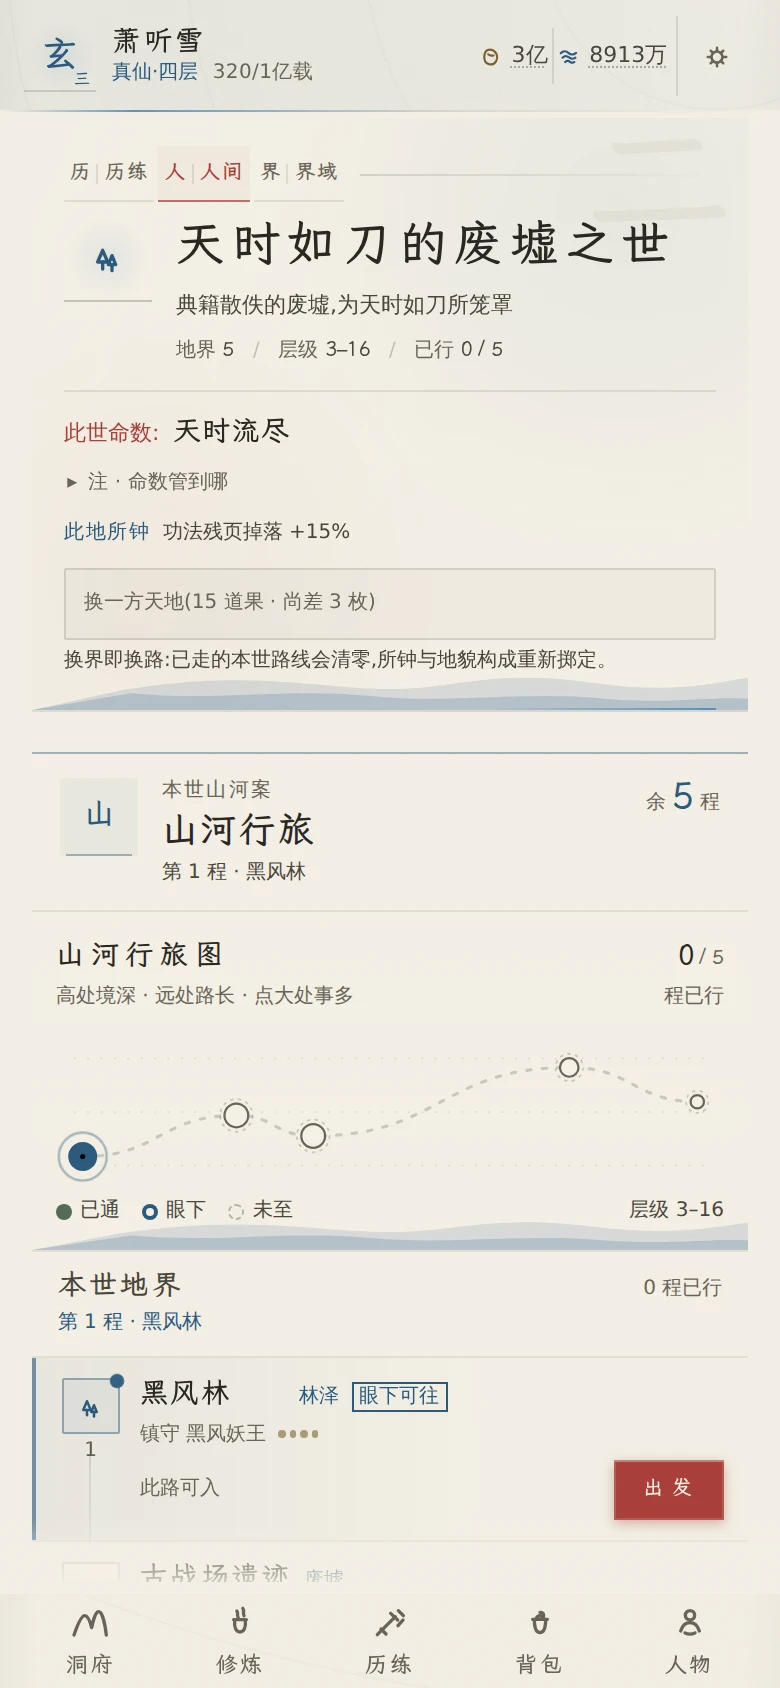 玄三
萧听雪
真仙·四层 320/1亿载
3亿 8913万
历 历练 人 人间 界 界域
天时如刀的废墟之世
典籍散佚的废墟,为天时如刀所笼罩
地界 5 / 层级 3–16 / 已行 0 / 5
此世命数: 天时流尽
▸ 注 · 命数管到哪
此地所钟 功法残页掉落 +15%
换一方天地(15 道果 · 尚差 3 枚)
换界即换路:已走的本世路线会清零,所钟与地貌构成重新掷定。
山
本世山河案
山河行旅
第 1 程 · 黑风林
余 5 程
山河行旅图
0 / 5
高处境深 · 远处路长 · 点大处事多
程已行
已通 眼下 未至
层级 3–16
本世地界
0 程已行
第 1 程 · 黑风林
黑风林 林泽 眼下可往
镇守 黑风妖王
1
此路可入
出发
古战场遗迹 废墟
洞府 修炼 历练 背包 人物